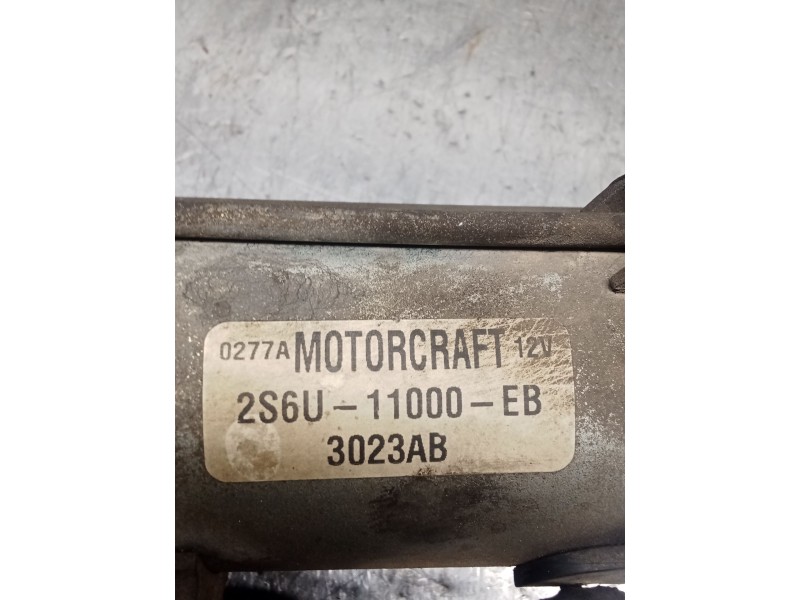 0277A MOTORCRAFT 12V
2S6U-11000-EB
3023AB